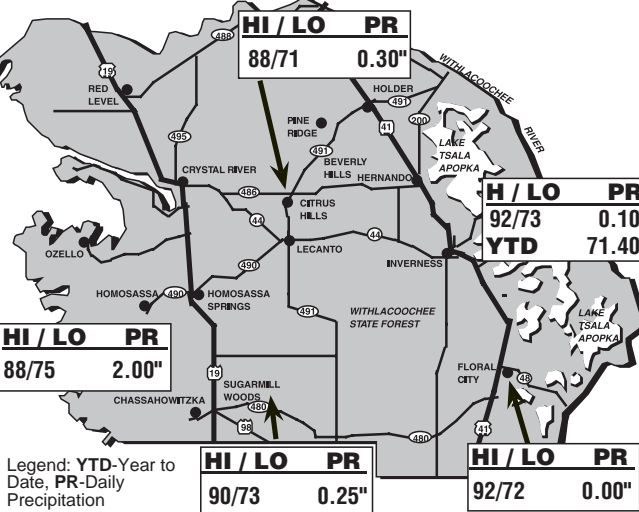 HI / LO PR
88/71 0.30"
488
19
RED
LEVEL
HOLDER
491
WITHLACOOCHEE
RIVER
200
41
PINE
RIDGE
495
491
LAKE
TSALA
APOPKA
BEVERLY
HILLS
CRYSTAL RIVER
HERNANDO
486
CITRUS
HILLS
HI / LO PR
92/73 0.10
YTD 71.40
44
44
LECANTO
OZELLO
INVERNESS
490
HOMOSASSA
490
HOMOSASSA
SPRINGS
491
WITHLACOOCHEE
STATE FOREST
LAKE
TSALA
APOPKA
HI / LO PR
88/75 2.00"
19
FLORAL
CITY
48
SUGARMILL
WOODS
CHASSAHOWITZKA
480
98
480
41
Legend: YTD-Year to
Date, PR-Daily
Precipitation
HI / LO PR
90/73 0.25"
HI / LO PR
92/72 0.00"